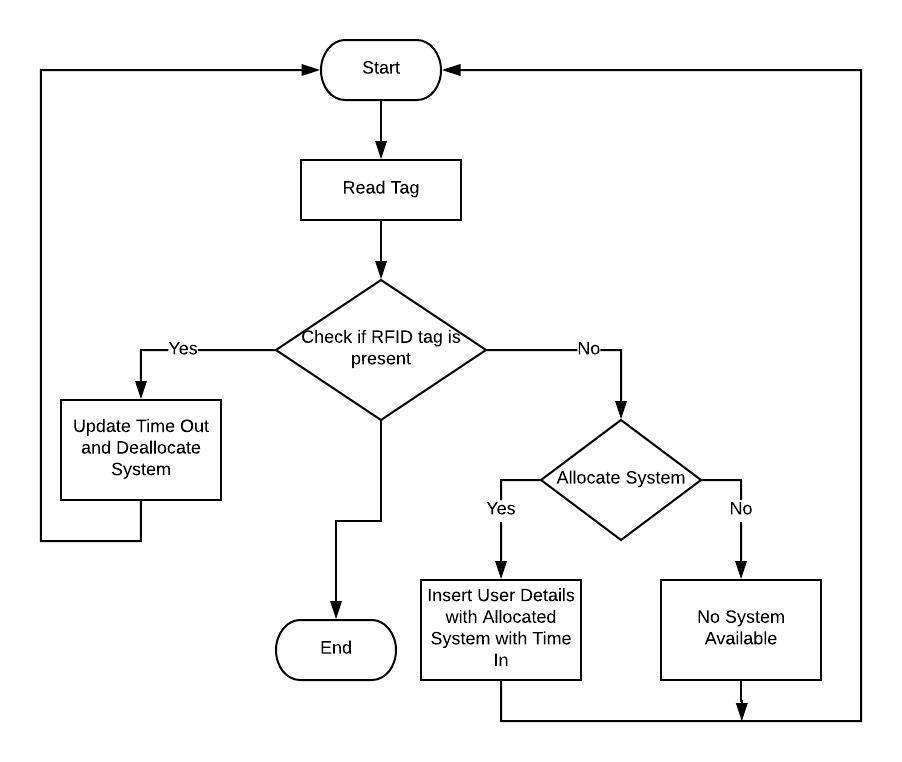 Start
Read Tag
Check if RFID tag is
present
Yes
No
Update Time Out
and Deallocate
System
Allocate System
Yes
No
Insert User Details
with Allocated
System with Time
In
No System
Available
End